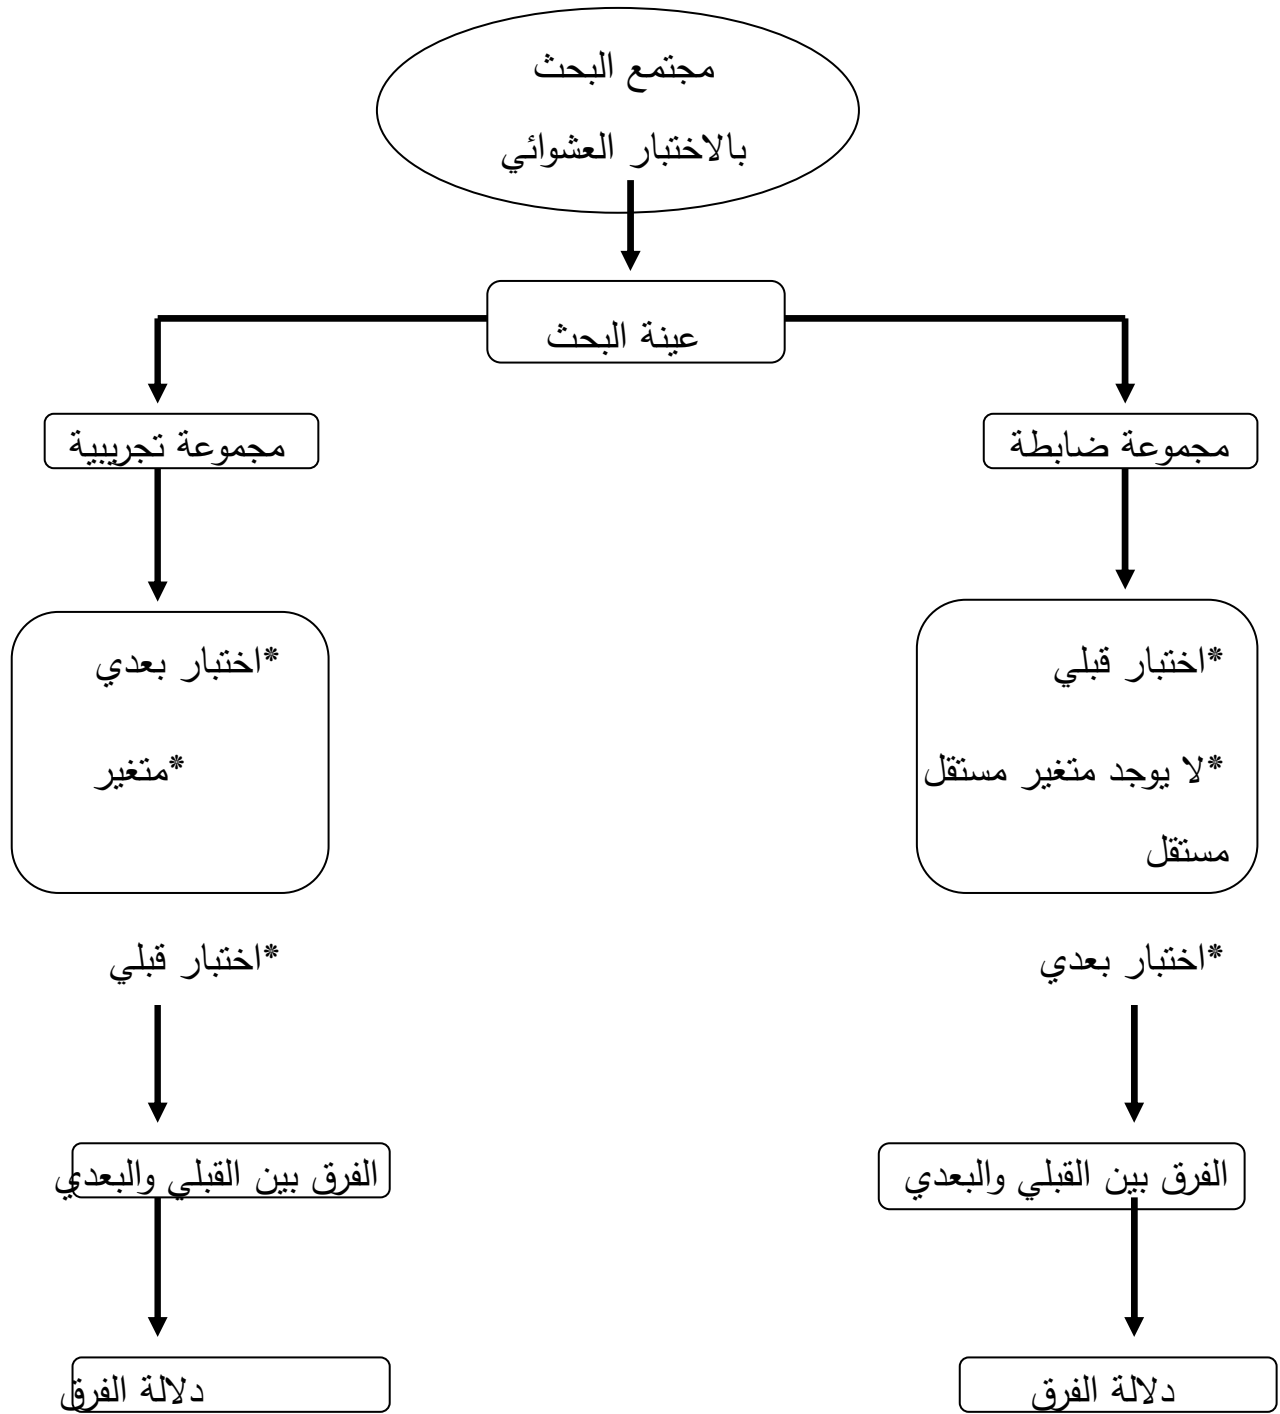 مجتمع البحث
بالاختبار العشوائي
عينة البحث
مجموعة ضابطة
مجموعة تجريبية
*اختبار قبلي
*اختبار بعدي
*لا يوجد متغير مستقل
*متغير
مستقل
*اختبار بعدي
*اختبار قبلي
الفرق بين القبلي والبعدي
الفرق بين القبلي والبعدي
دلالة الفرق
دلالة الفرق